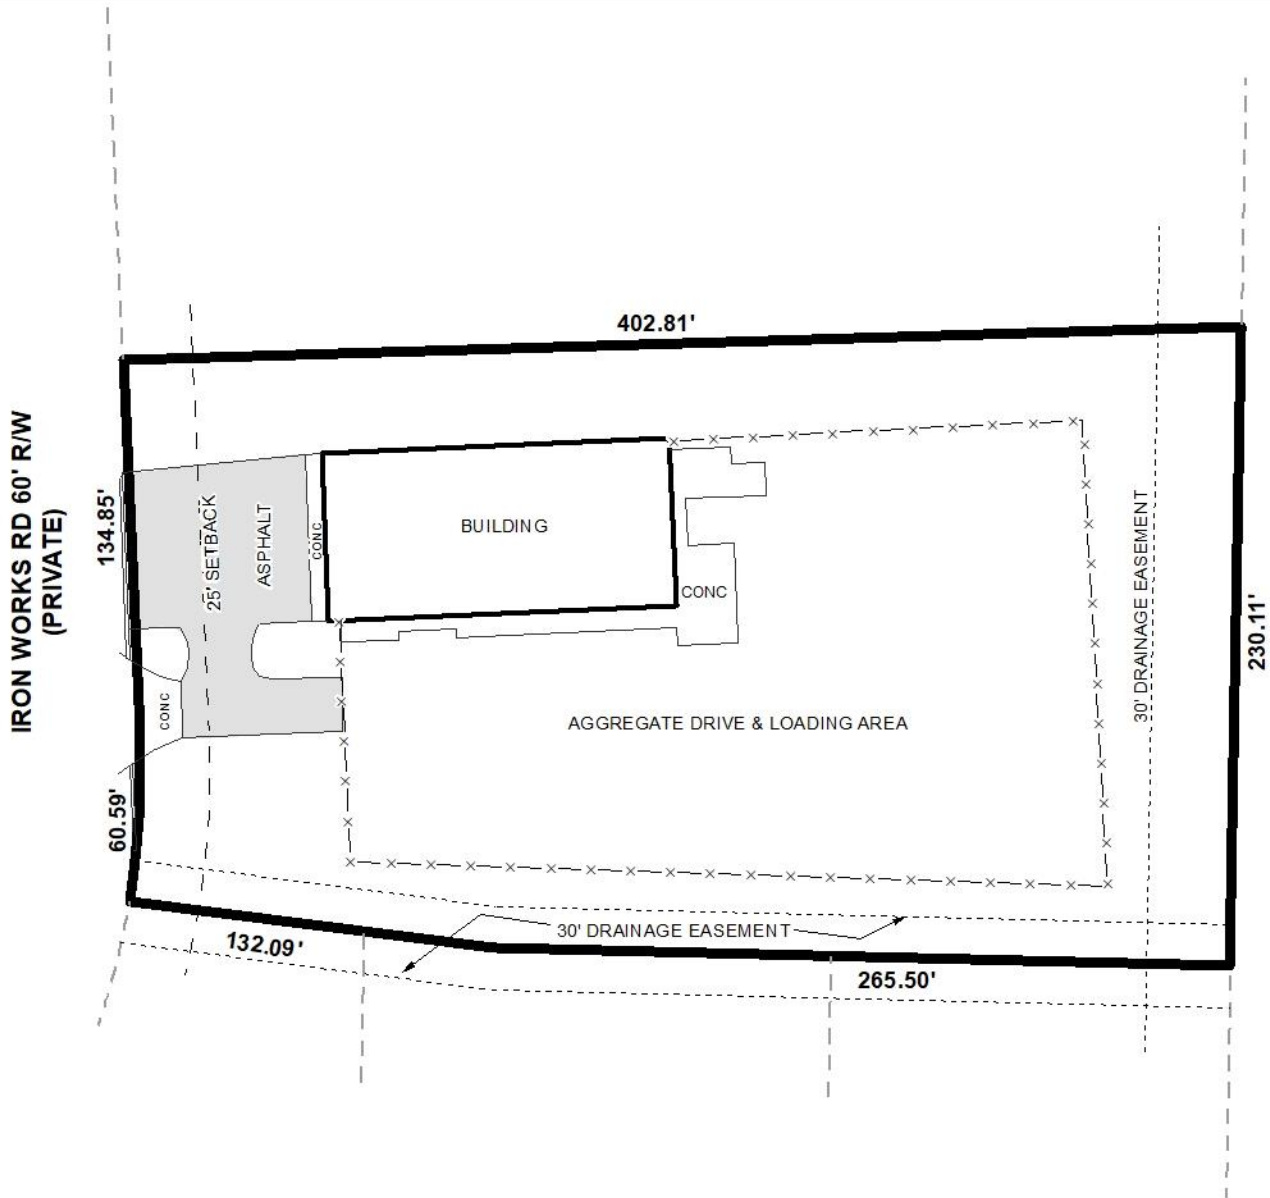 402.81'
IRON WORKS RD 60' R/W
(PRIVATE)
134.85'
25' SETBACK
ASPHALT
CONC
BUILDING
CONC
30' DRAINAGE EASEMENT
230.11'
CONC
AGGREGATE DRIVE & LOADING AREA
60.59'
30' DRAINAGE EASEMENT
132.09'
265.50'